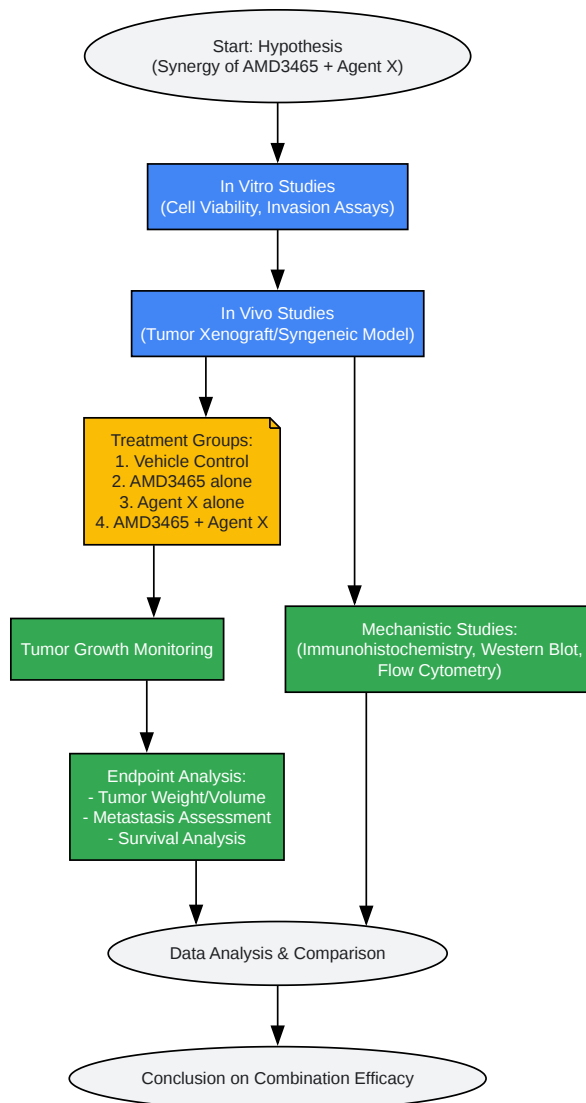 Start: Hypothesis
(Synergy of AMD3465 + Agent X)
In Vitro Studies
(Cell Viability, Invasion Assays)
In Vivo Studies
(Tumor Xenograft/Syngeneic Model)
Treatment Groups:
1. Vehicle Control
2. AMD3465 alone
3. Agent X alone
4. AMD3465 + Agent X
Tumor Growth Monitoring
Mechanistic Studies:
(Immunohistochemistry, Western Blot,
Flow Cytometry)
Endpoint Analysis:
- Tumor Weight/Volume
- Metastasis Assessment
- Survival Analysis
Data Analysis & Comparison
Conclusion on Combination Efficacy